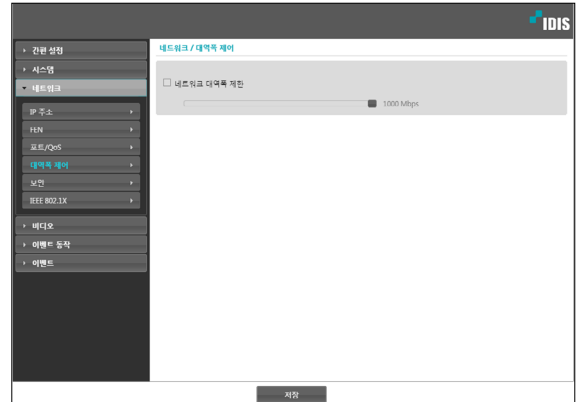 IDIS
간편 설정
시스템
네트워크
IP 주소
FEN
포트/QoS
대역폭 제어
보안
IEEE 802.1X
비디오
이벤트 동작
이벤트
네트워크 / 대역폭 제어
네트워크 대역폭 제한
1000 Mbps
저장